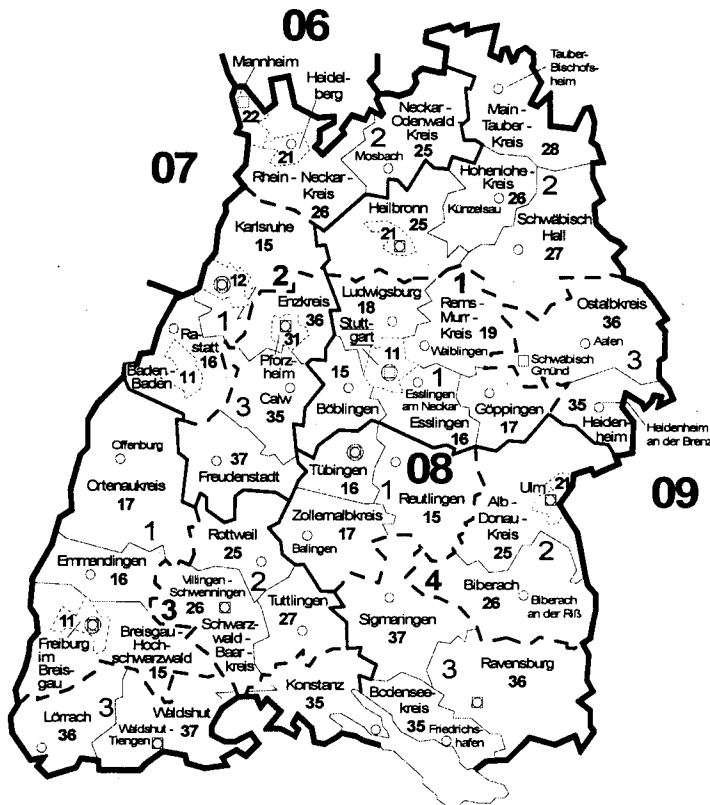 06
Mannheim
Heidel-
berg
22
21
Rhein - Neckar-
Kreis
26
07
Neckar-
Odenwald
Kreis
25
2
Mosbach
Tauber-
Bischofs-
heim
Main -
Tauber-
Kreis
28
Hohenlohe-
Kreis
26
Künzelsau
2
Schwäbisch
Hall
27
Heilbronn
25
21
Karlsruhe
15
12
2
Enzkreis
36
31
Pforz-
heim
1
Ra-
statt
16
Baden-
Baden
11
3
Calw
35
37
Freudenstadt
Ludwigsburg
18
Stutt-
gart
11
1
Rems-
Murr-
Kreis
19
Waiblingen
15
Böblingen
1
Esslingen
am Neckar
Esslingen
16
Göppingen
17
Ostalbkreis
36
Aalen
Schwäbisch
Gmünd
3
35
Heiden-
heim
Heidenheim
an der Brenz
09
08
Offenburg
Ortenaukreis
17
1
Emmendingen
16
11
Freiburg
im
Breis-
gau
3
Breisgau-
Hoch-
schwarzwald
15
Rottweil
25
2
Villingen-
Schwenningen
26
Schwarz-
wald-
Baar-
kreis
Tuttlingen
27
3
Lörrach
36
Waldshut
37
Waldshut-
Tiengen
Konstanz
35
Tübingen
16
1
Reutlingen
15
Zollernalbkreis
17
Balingen
Ulm
21
Alb-
Donau-
Kreis
25
2
4
Biberach
26
Biberach
an der Riß
Sigmaringen
37
3
Ravensburg
36
Bodensee-
kreis
35
Friedrichs-
hafen